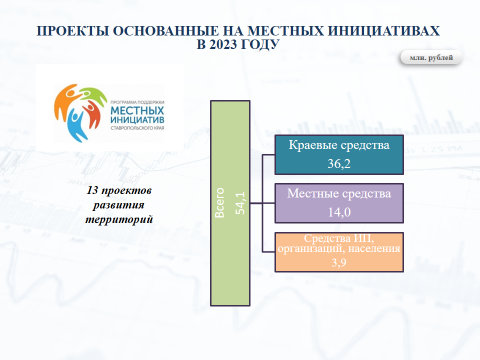 ПРОЕКТЫ ОСНОВАННЫЕ НА МЕСТНЫХ ИНИЦИАТИВАХ
В 2023 ГОДУ
млн. рублей
ПРОГРАММА ПОДДЕРЖКИ
МЕСТНЫХ
ИНИЦИАТИВ
СТАВРОПОЛЬСКОГО КРАЯ
13 проектов
развития
территорий
Всего
54,1
Краевые средства
36,2
Местные средства
14,0
Средства ИП,
организаций, населения
3,9